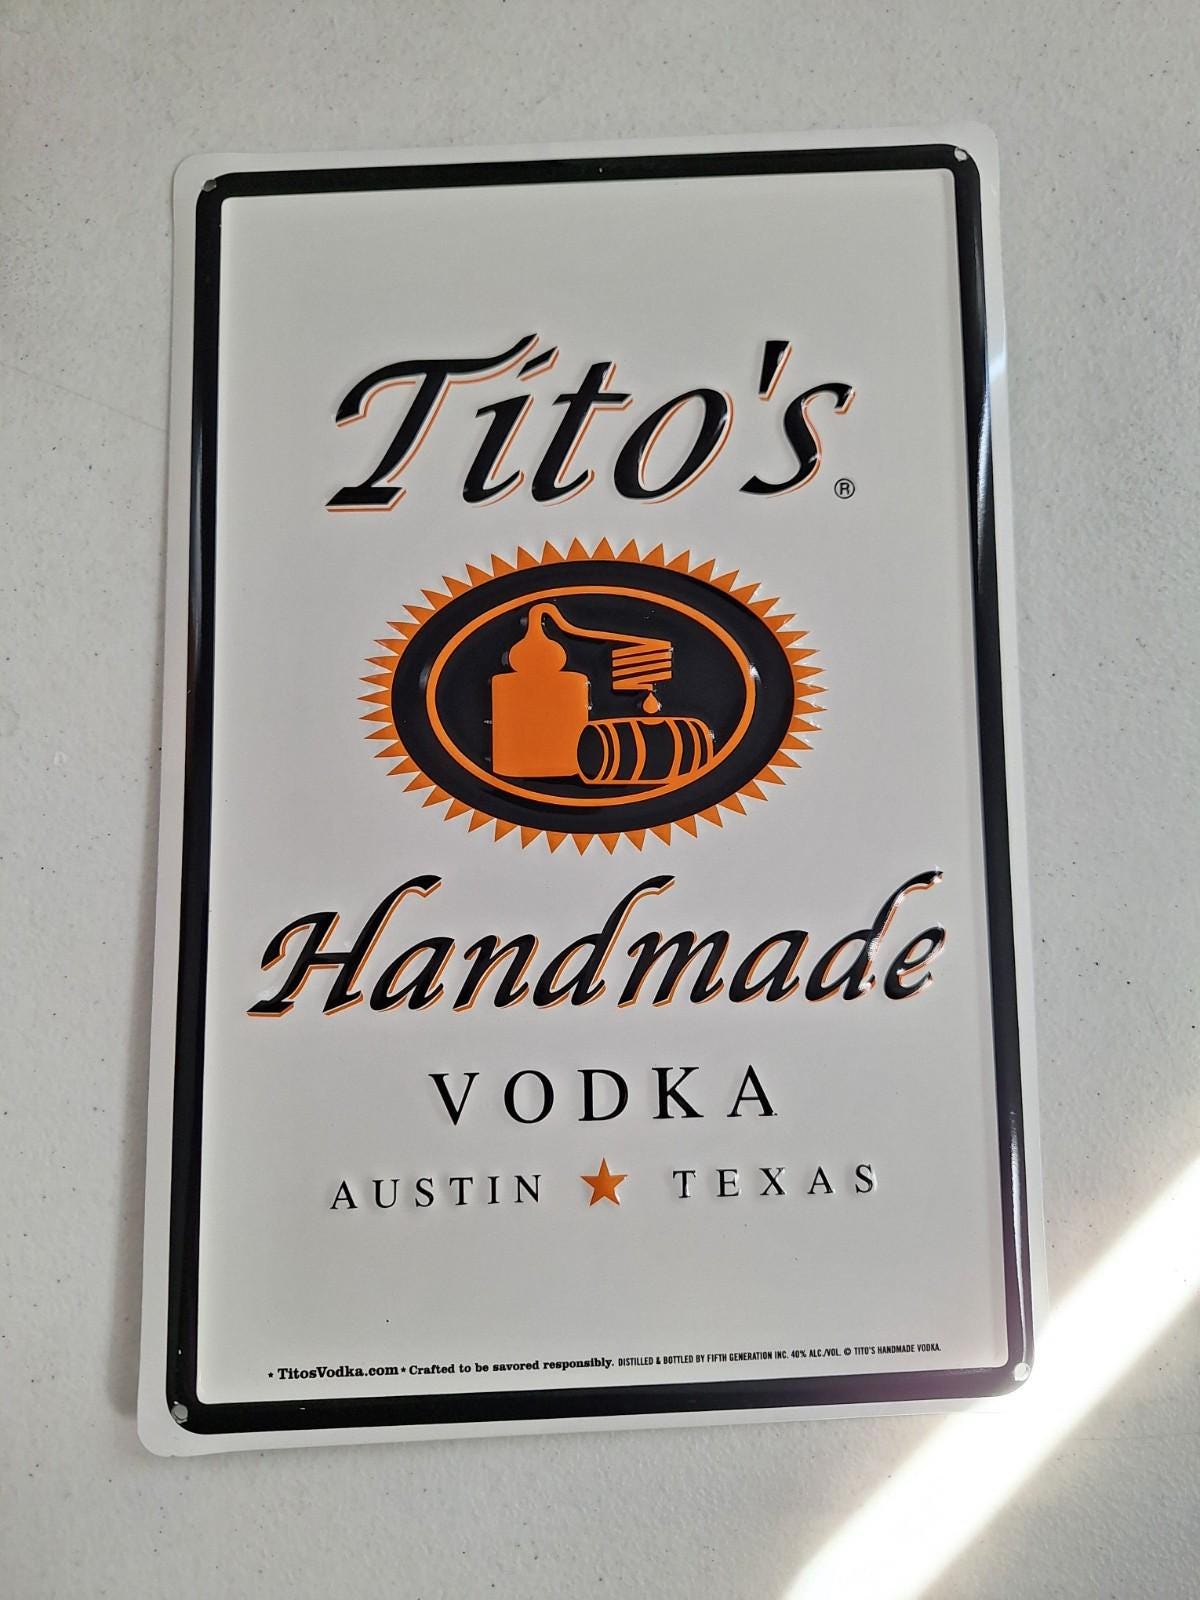 Tito's®
Handmade
VODKA
AUSTIN ★ TEXAS
★ TitosVodka.com ★ Crafted to be savored responsibly. DISTILLED & BOTTLED BY FIFTH GENERATION INC. 40% ALC./VOL. © TITO'S HANDMADE VODKA.